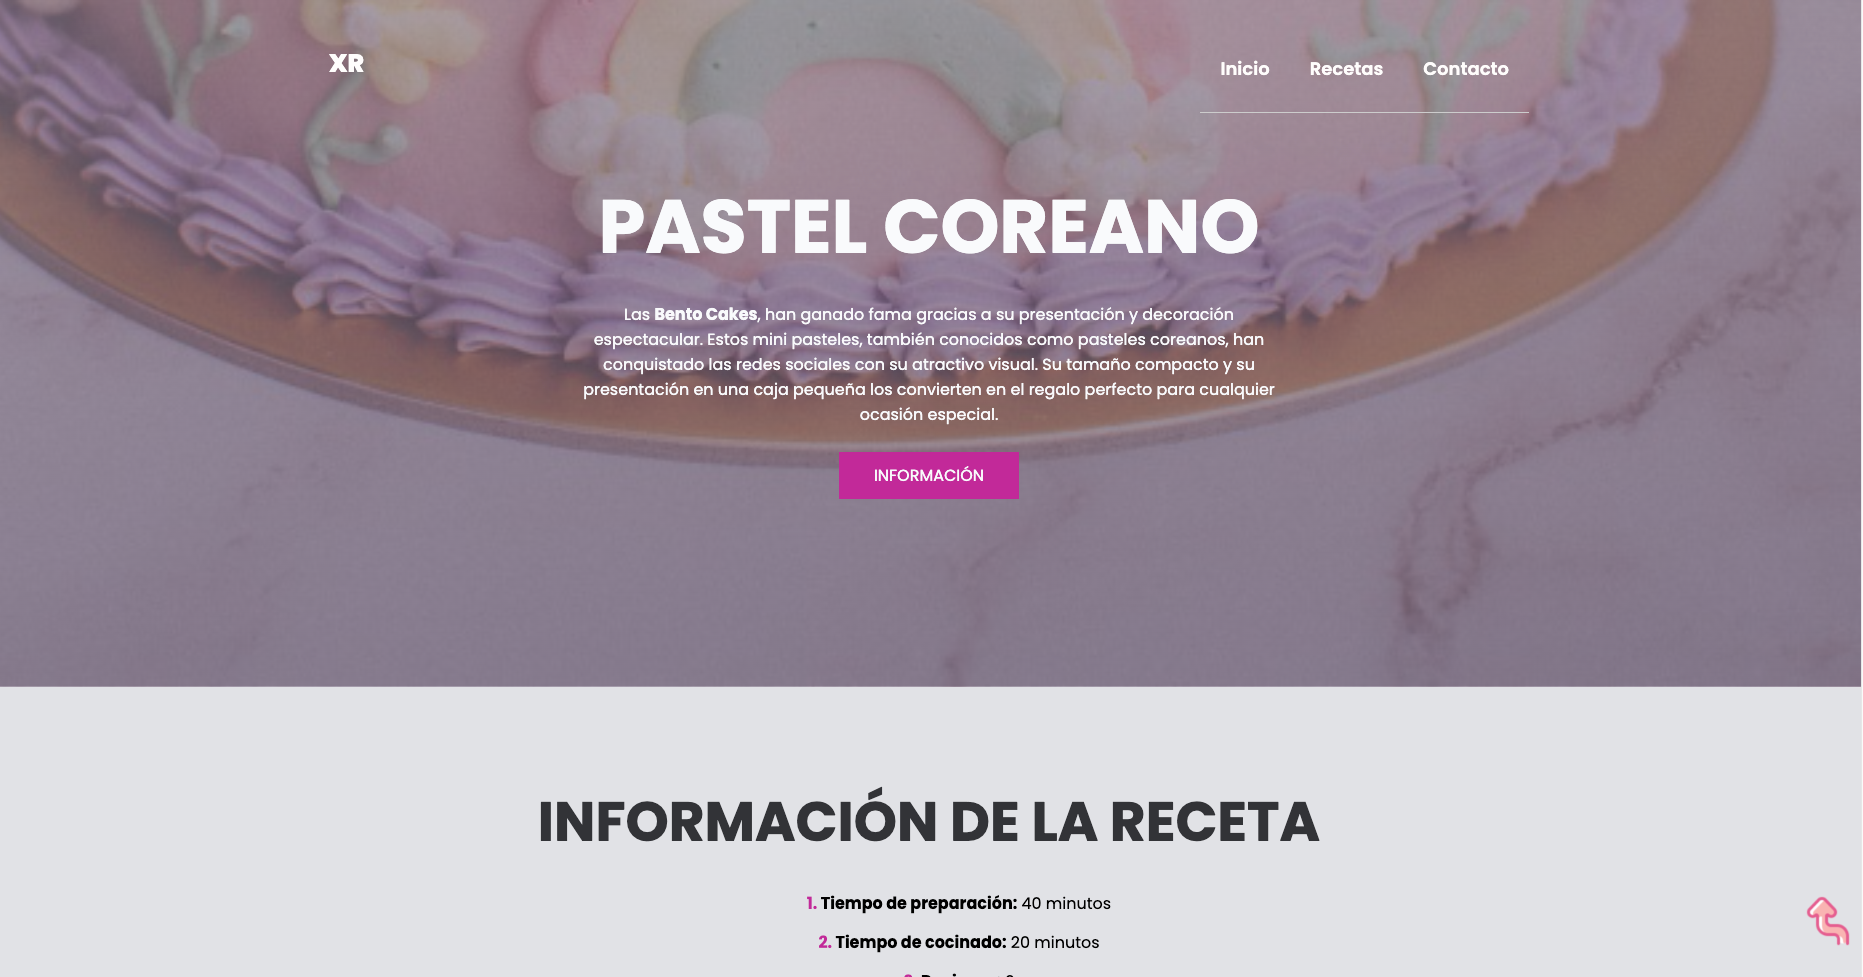 XR
Inicio Recetas Contacto
PASTEL COREANO
Las Bento Cakes, han ganado fama gracias a su presentación y decoración
espectacular. Estos mini pasteles, también conocidos como pasteles coreanos, han
conquistado las redes sociales con su atractivo visual. Su tamaño compacto y su
presentación en una caja pequeña los convierten en el regalo perfecto para cualquier
ocasión especial.
INFORMACIÓN
INFORMACIÓN DE LA RECETA
1. Tiempo de preparación: 40 minutos
2. Tiempo de cocinado: 20 minutos